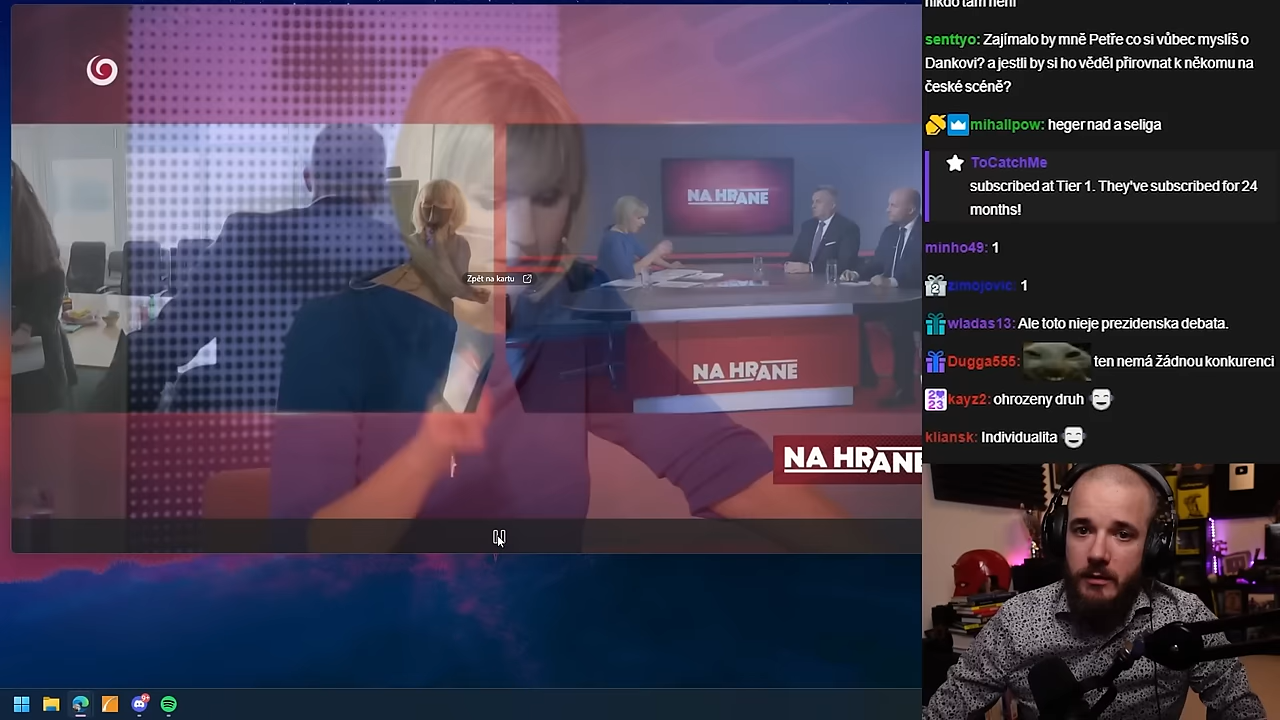 nikdo tam není
senttyo: Zajímalo by mně Petře co si vůbec myslíš o
Dankovi? a jestli by si ho věděl přirovnat k někomu na
české scéně?
mihallpow: heger nad a seliga
ToCatchMe
subscribed at Tier 1. They've subscribed for 24
months!
minho49: 1
2 zimojovic: 1
wladas13: Ale toto nieje prezidenska debata.
Dugga555: ten nemá žádnou konkurenci
23 kayz2: ohrozeny druh
kliansk: Individualita
NA HRANE
Zpět na kartu
NA HRANE
NA HRANE